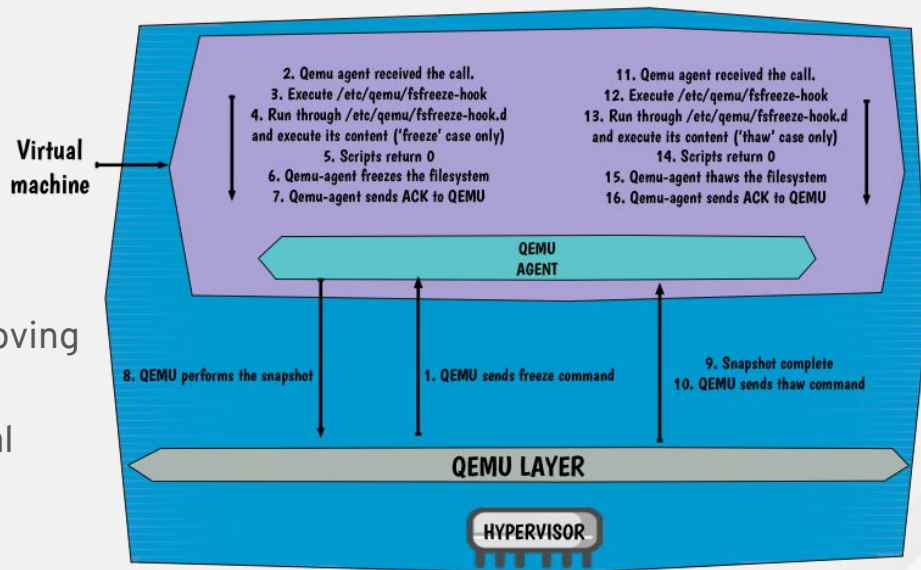 2. Qemu agent received the call.
3. Execute /etc/qemu/fsfreeze-hook
4. Run through /etc/qemu/fsfreeze-hook.d
and execute its content ('freeze' case only)
5. Scripts return 0
6. Qemu-agent freezes the filesystem
7. Qemu-agent sends ACK to QEMU
11. Qemu agent received the call.
12. Execute /etc/qemu/fsfreeze-hook
13. Run through /etc/qemu/fsfreeze-hook.d
and execute its content ('thaw' case only)
14. Scripts return 0
15. Qemu-agent thaws the filesystem
16. Qemu-agent sends ACK to QEMU
Virtual
machine
QEMU
AGENT
8. QEMU performs the snapshot
1. QEMU sends freeze command
9. Snapshot complete
10. QEMU sends thaw command
QEMU LAYER
HYPERVISOR